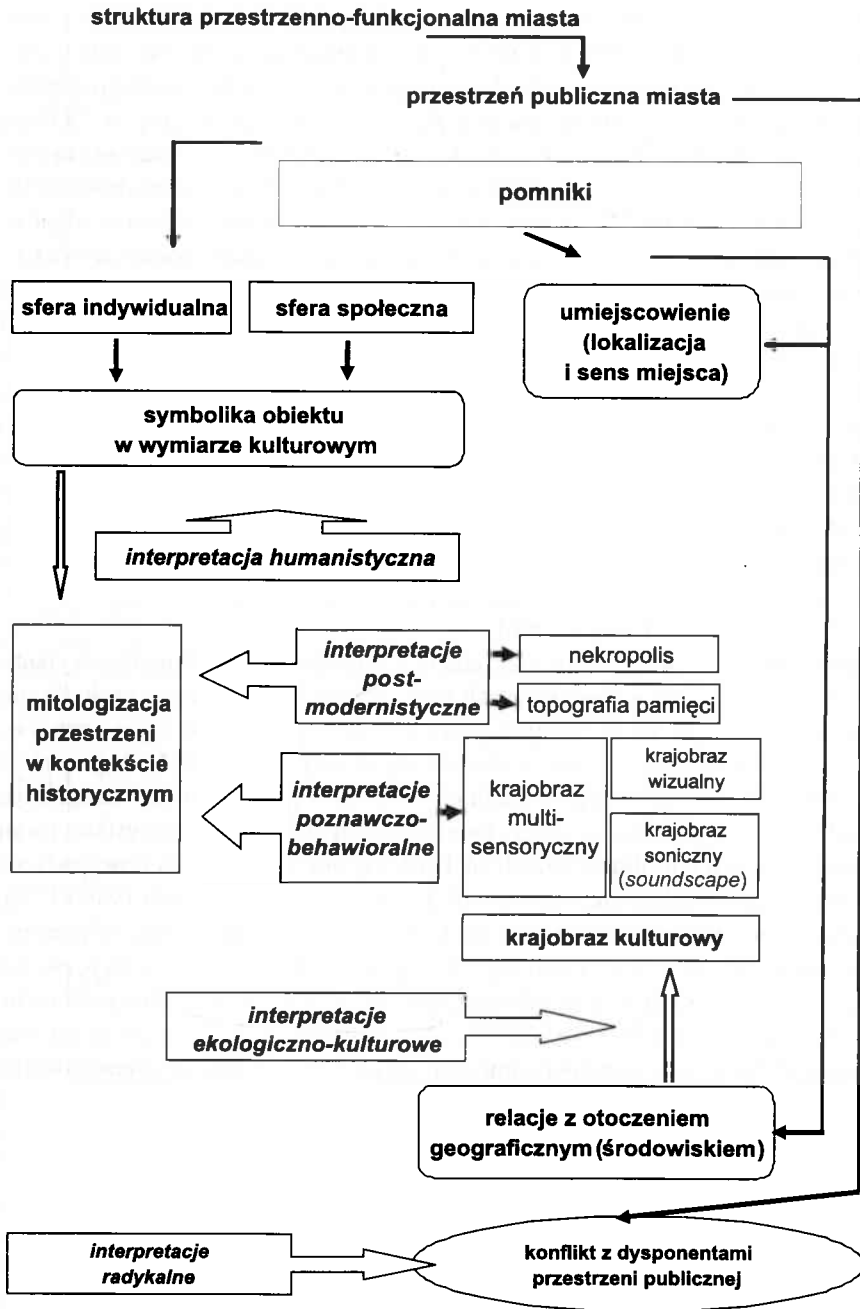 struktura przestrzenno-funkcjonalna miasta
przestrzeń publiczna miasta
pomniki
sfera indywidualna
sfera społeczna
umiejscowienie
(lokalizacja
i sens miejsca)
symbolika obiektu
w wymiarze kulturowym
interpretacja humanistyczna
mitologizacja
przestrzeni
w kontekście
historycznym
interpretacje
post-
modernistyczne
nekropolis
topografia pamięci
interpretacje
poznawczo-
behawioralne
krajobraz
multi-
sensoryczny
krajobraz
wizualny
krajobraz
soniczny
(soundscape)
krajobraz kulturowy
interpretacje
ekologiczno-kulturowe
relacje z otoczeniem
geograficznym (środowiskiem)
interpretacje
radykalne
konflikt z dysponentami
przestrzeni publicznej